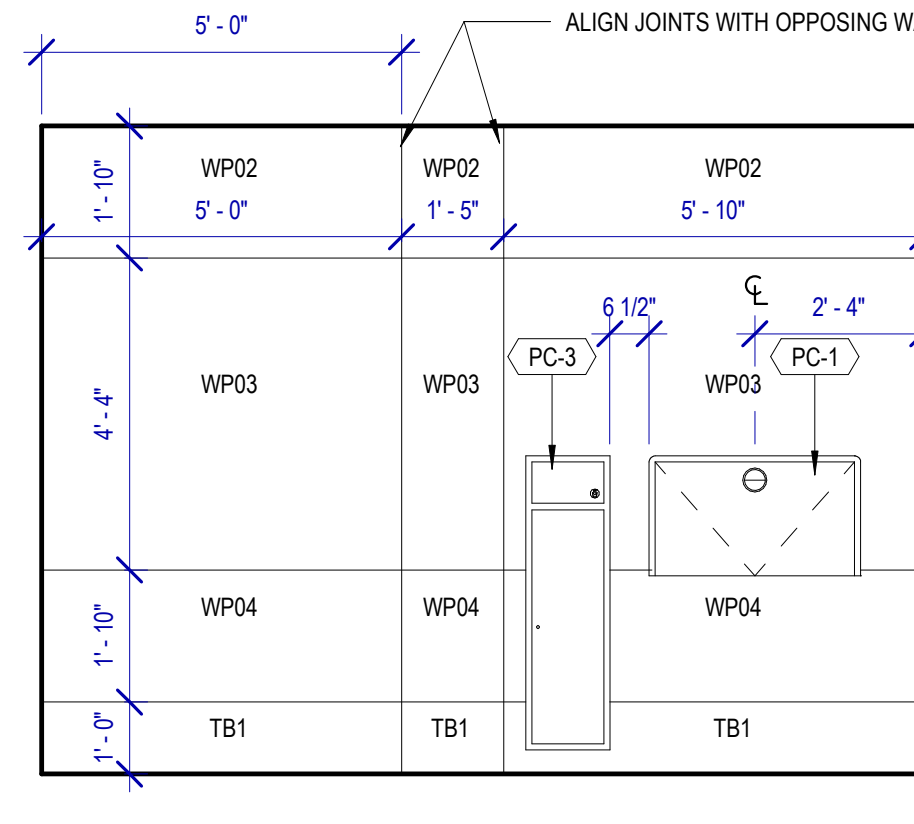 5' - 0"
ALIGN JOINTS WITH OPPOSING
WP02 WP02 WP02
1' - 10"
5' - 0" 1' - 5" 5' - 10"
℄
6 1/2" 2' - 4"
PC-3 PC-1
WP03 WP03 WP03
4' - 4"
WP04 WP04 WP04
1' - 10"
TB1 TB1 TB1
1' - 0"